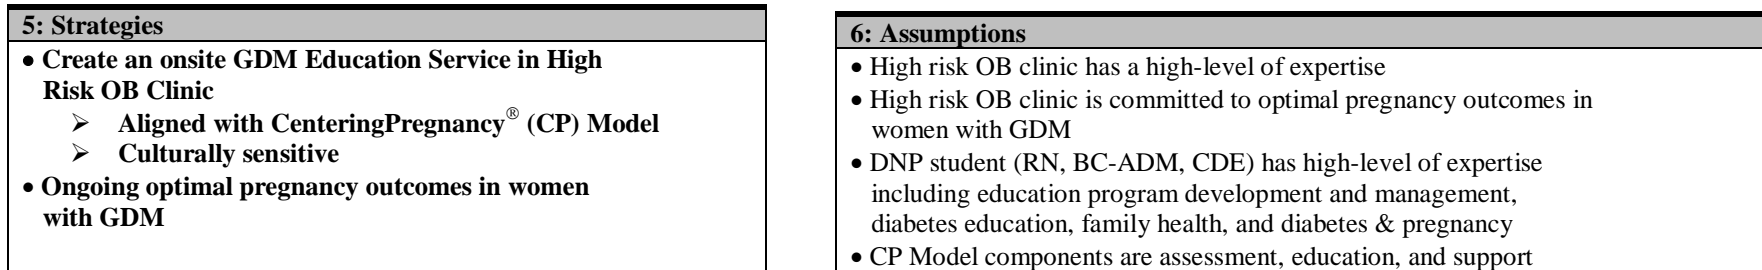 5: Strategies
• Create an onsite GDM Education Service in High
Risk OB Clinic
➢ Aligned with CenteringPregnancy® (CP) Model
➢ Culturally sensitive
• Ongoing optimal pregnancy outcomes in women
with GDM
6: Assumptions
• High risk OB clinic has a high-level of expertise
• High risk OB clinic is committed to optimal pregnancy outcomes in
women with GDM
• DNP student (RN, BC-ADM, CDE) has high-level of expertise
including education program development and management,
diabetes education, family health, and diabetes & pregnancy
• CP Model components are assessment, education, and support